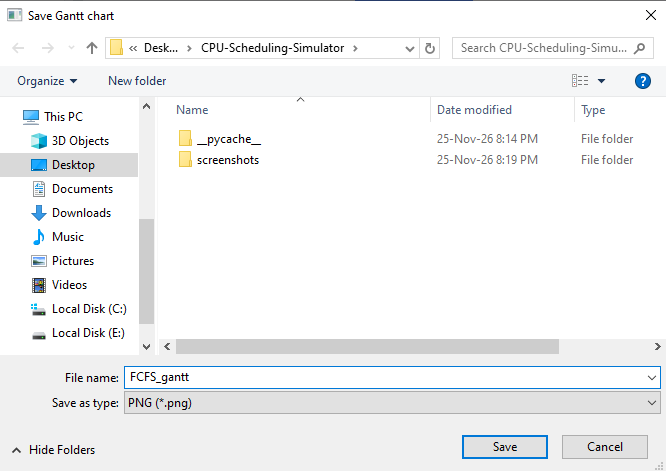 Save Gantt chart
« Desk... > CPU-Scheduling-Simulator >
Search CPU-Scheduling-Simu...
Organize
New folder
?
Name
Date modified
Type
This PC
3D Objects
Desktop
Documents
Downloads
Music
Pictures
Videos
Local Disk (C:)
Local Disk (E:)
__pycache__ 25-Nov-26 8:14 PM File folder
screenshots 25-Nov-26 8:19 PM File folder
File name: FCFS_gantt
Save as type: PNG (*.png)
Hide Folders
Save
Cancel